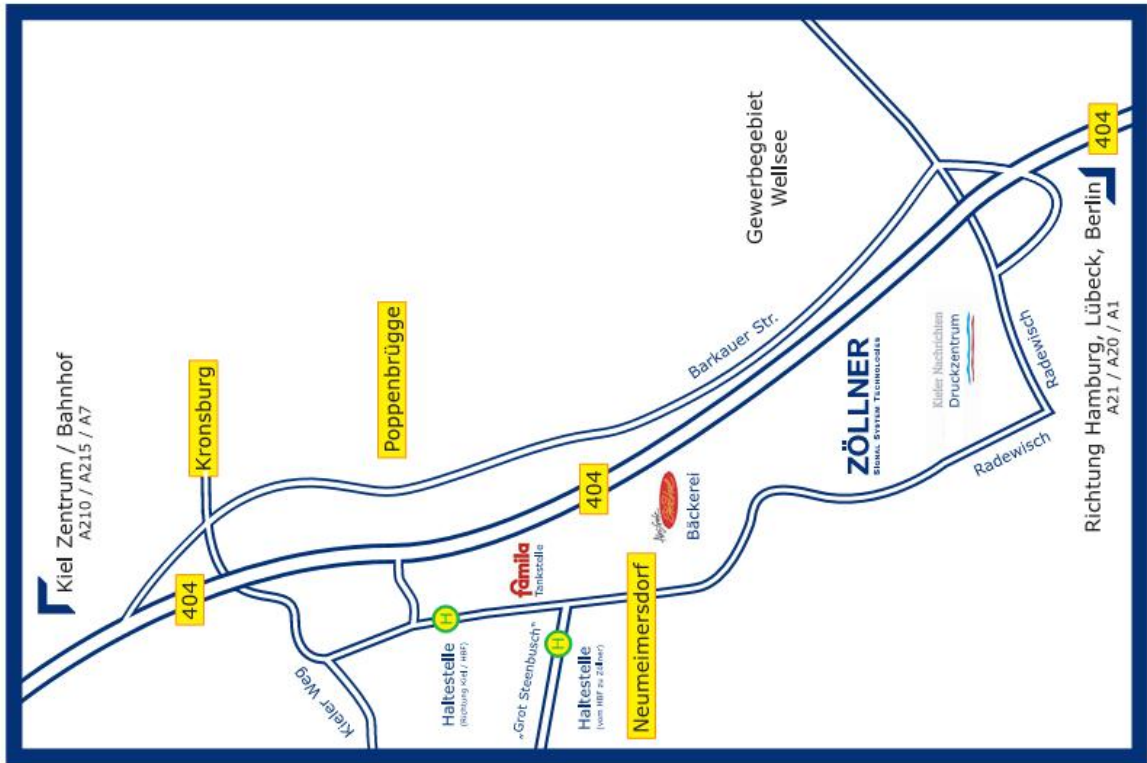 Kiel Zentrum / Bahnhof
A210 / A215 / A7
404
Kronsburg
Poppenbrügge
Kieler Weg
Haltestelle
(Richtung Kiel / HBF)
H
famila
Tankstelle
„Grot Steenbusch“
H
Haltestelle
(vom HBF zu Zöllner)
404
Neumeimersdorf
Bäckerei
Barkauer Str.
Gewerbegebiet
Wellsee
ZÖLLNER
SIGNAL SYSTEM TECHNOLOGIES
Kieler Nachrichten
Druckzentrum
Radewisch
Radewisch
404
Richtung Hamburg, Lübeck, Berlin
A21 / A20 / A1